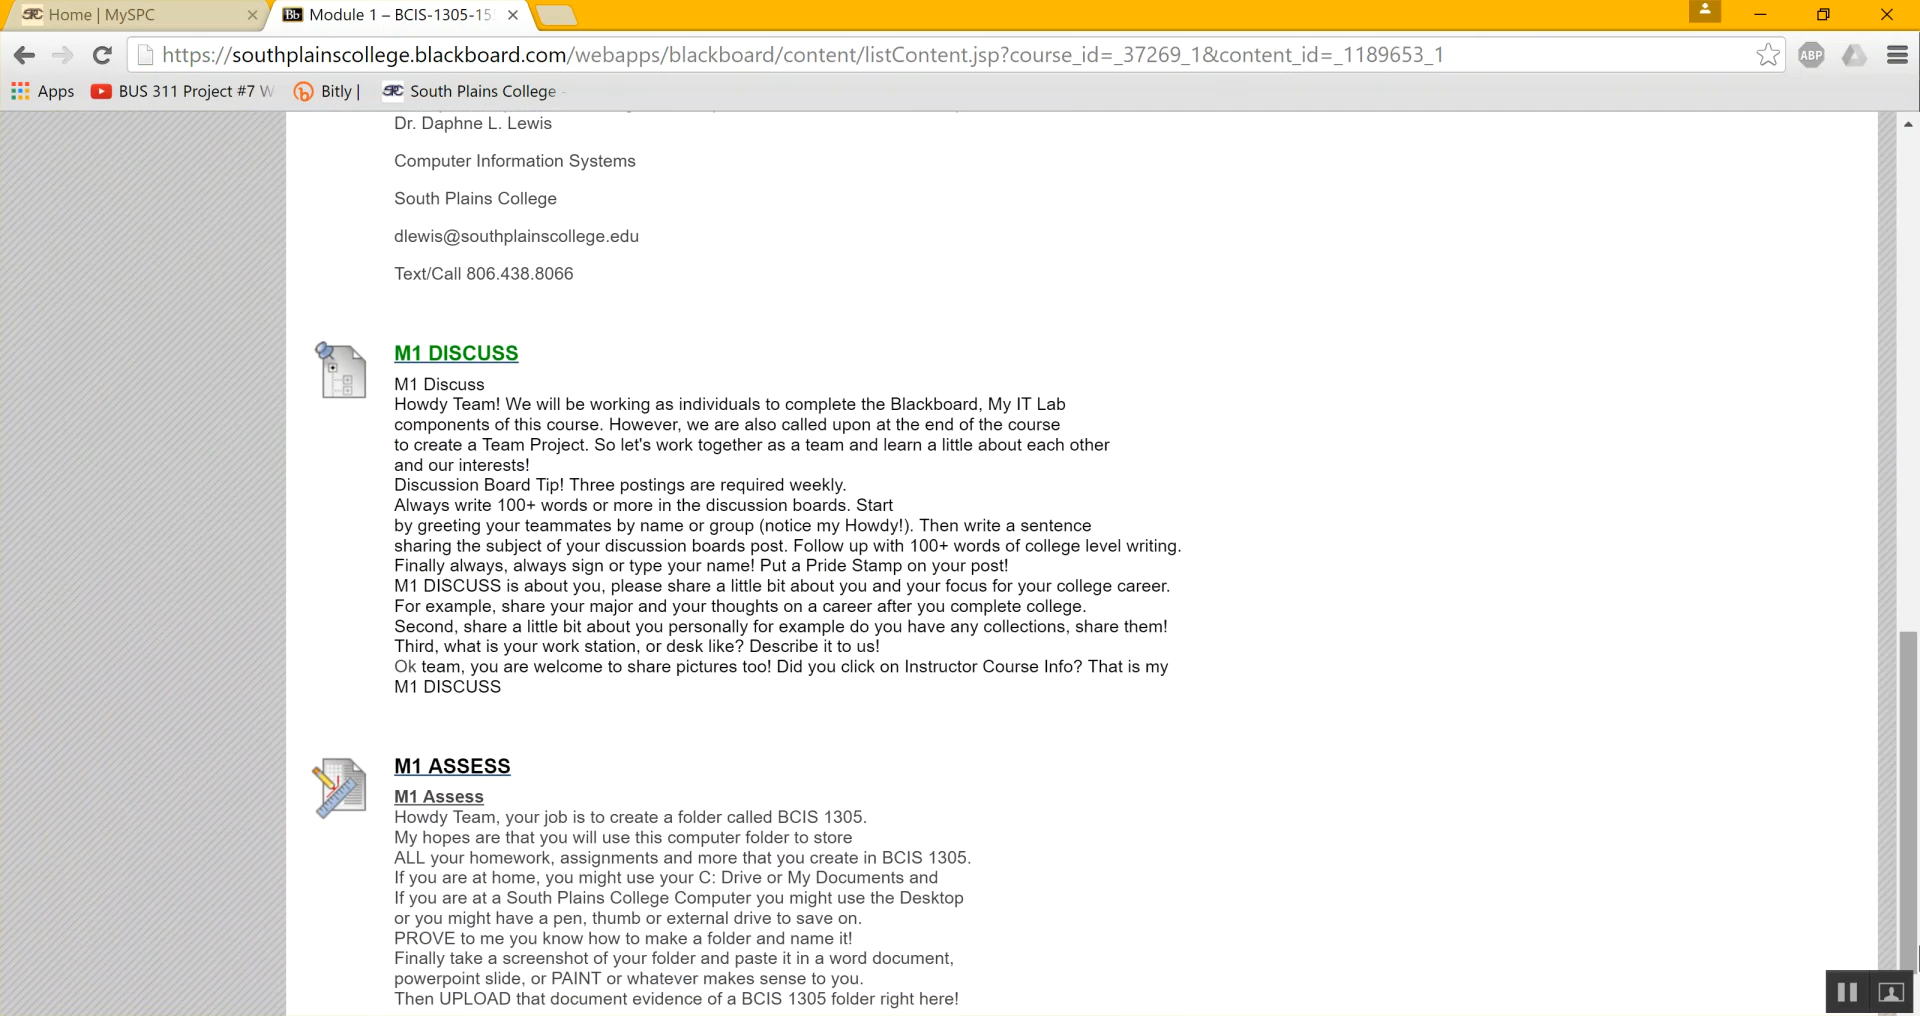 Home | MySPC
Module 1 – BCIS-1305-15
https://southplainscollege.blackboard.com/webapps/blackboard/content/listContent.jsp?course_id=_37269_1&content_id=_1189653_1
ABP
Apps
BUS 311 Project #7 W
Bitly |
South Plains College -
Dr. Daphne L. Lewis
Computer Information Systems
South Plains College
dlewis@southplainscollege.edu
Text/Call 806.438.8066
M1 DISCUSS
M1 Discuss
Howdy Team! We will be working as individuals to complete the Blackboard, My IT Lab
components of this course. However, we are also called upon at the end of the course
to create a Team Project. So let's work together as a team and learn a little about each other
and our interests!
Discussion Board Tip! Three postings are required weekly.
Always write 100+ words or more in the discussion boards. Start
by greeting your teammates by name or group (notice my Howdy!). Then write a sentence
sharing the subject of your discussion boards post. Follow up with 100+ words of college level writing.
Finally always, always sign or type your name! Put a Pride Stamp on your post!
M1 DISCUSS is about you, please share a little bit about you and your focus for your college career.
For example, share your major and your thoughts on a career after you complete college.
Second, share a little bit about you personally for example do you have any collections, share them!
Third, what is your work station, or desk like? Describe it to us!
Ok team, you are welcome to share pictures too! Did you click on Instructor Course Info? That is my
M1 DISCUSS
M1 ASSESS
M1 Assess
Howdy Team, your job is to create a folder called BCIS 1305.
My hopes are that you will use this computer folder to store
ALL your homework, assignments and more that you create in BCIS 1305.
If you are at home, you might use your C: Drive or My Documents and
If you are at a South Plains College Computer you might use the Desktop
or you might have a pen, thumb or external drive to save on.
PROVE to me you know how to make a folder and name it!
Finally take a screenshot of your folder and paste it in a word document,
powerpoint slide, or PAINT or whatever makes sense to you.
Then UPLOAD that document evidence of a BCIS 1305 folder right here!